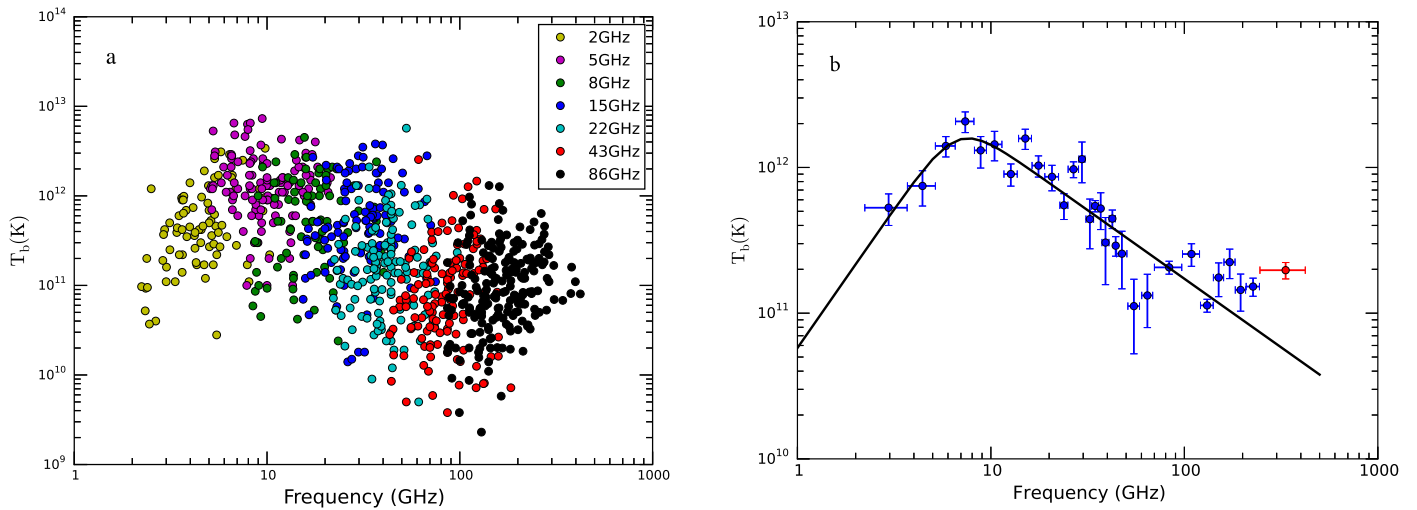 a
10^14
10^13
10^12
10^11
10^10
10^9
T_b(K)
1
10
100
1000
Frequency (GHz)
2GHz
5GHz
8GHz
15GHz
22GHz
43GHz
86GHz
b
10^13
10^12
10^11
10^10
T_b(K)
1
10
100
1000
Frequency (GHz)